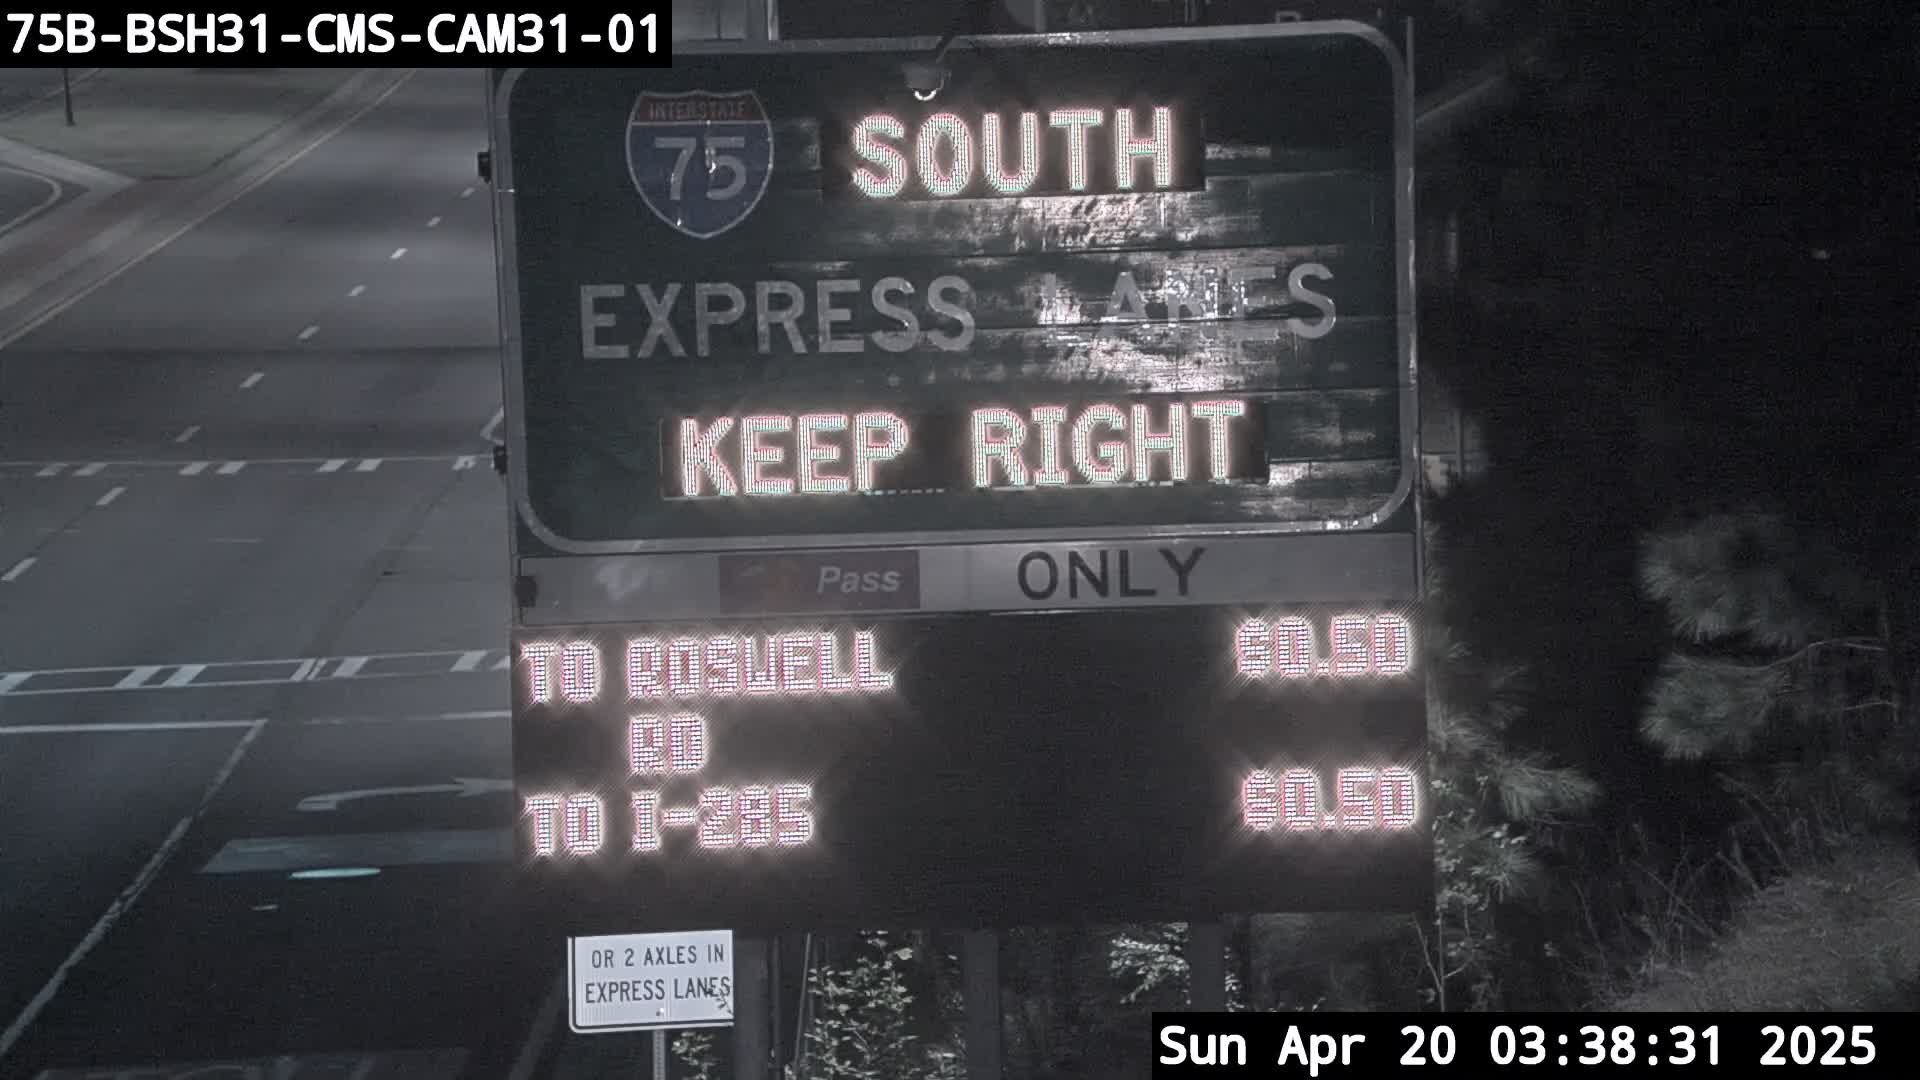 75B-BSH31-CMS-CAM31-01
INTERSTATE
75
SOUTH
EXPRESS LANES
KEEP RIGHT
Pass ONLY
TO ROSWELL $0.50
RD
TO I-285 $0.50
OR 2 AXLES IN
EXPRESS LANES
Sun Apr 20 03:38:31 2025